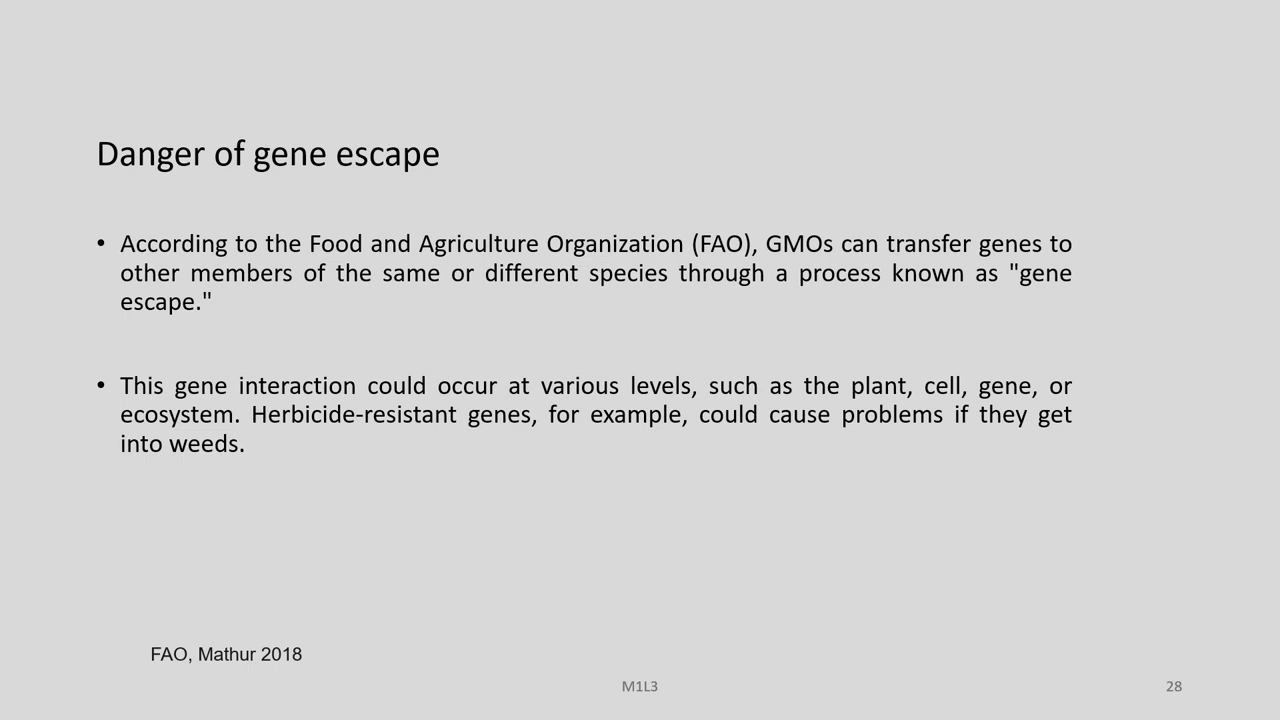 Danger of gene escape
• According to the Food and Agriculture Organization (FAO), GMOs can transfer genes to
other members of the same or different species through a process known as "gene
escape."
• This gene interaction could occur at various levels, such as the plant, cell, gene, or
ecosystem. Herbicide-resistant genes, for example, could cause problems if they get
into weeds.
FAO, Mathur 2018
M1L3
28